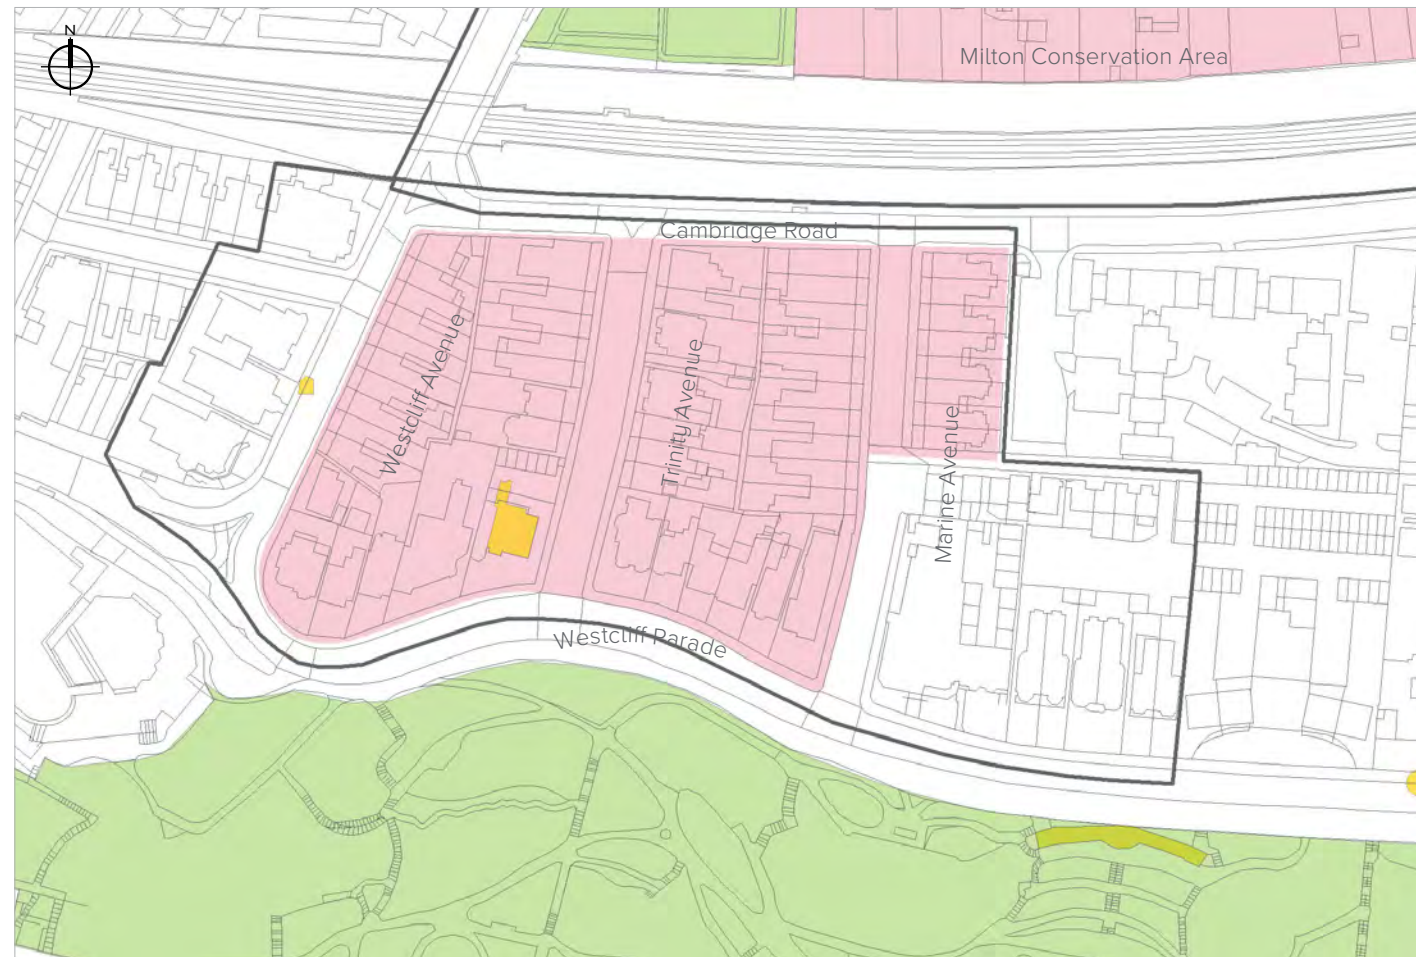 N
Milton Conservation Area
Cambridge Road
Westcliff Avenue
Trinity Avenue
Marine Avenue
Westcliff Parade